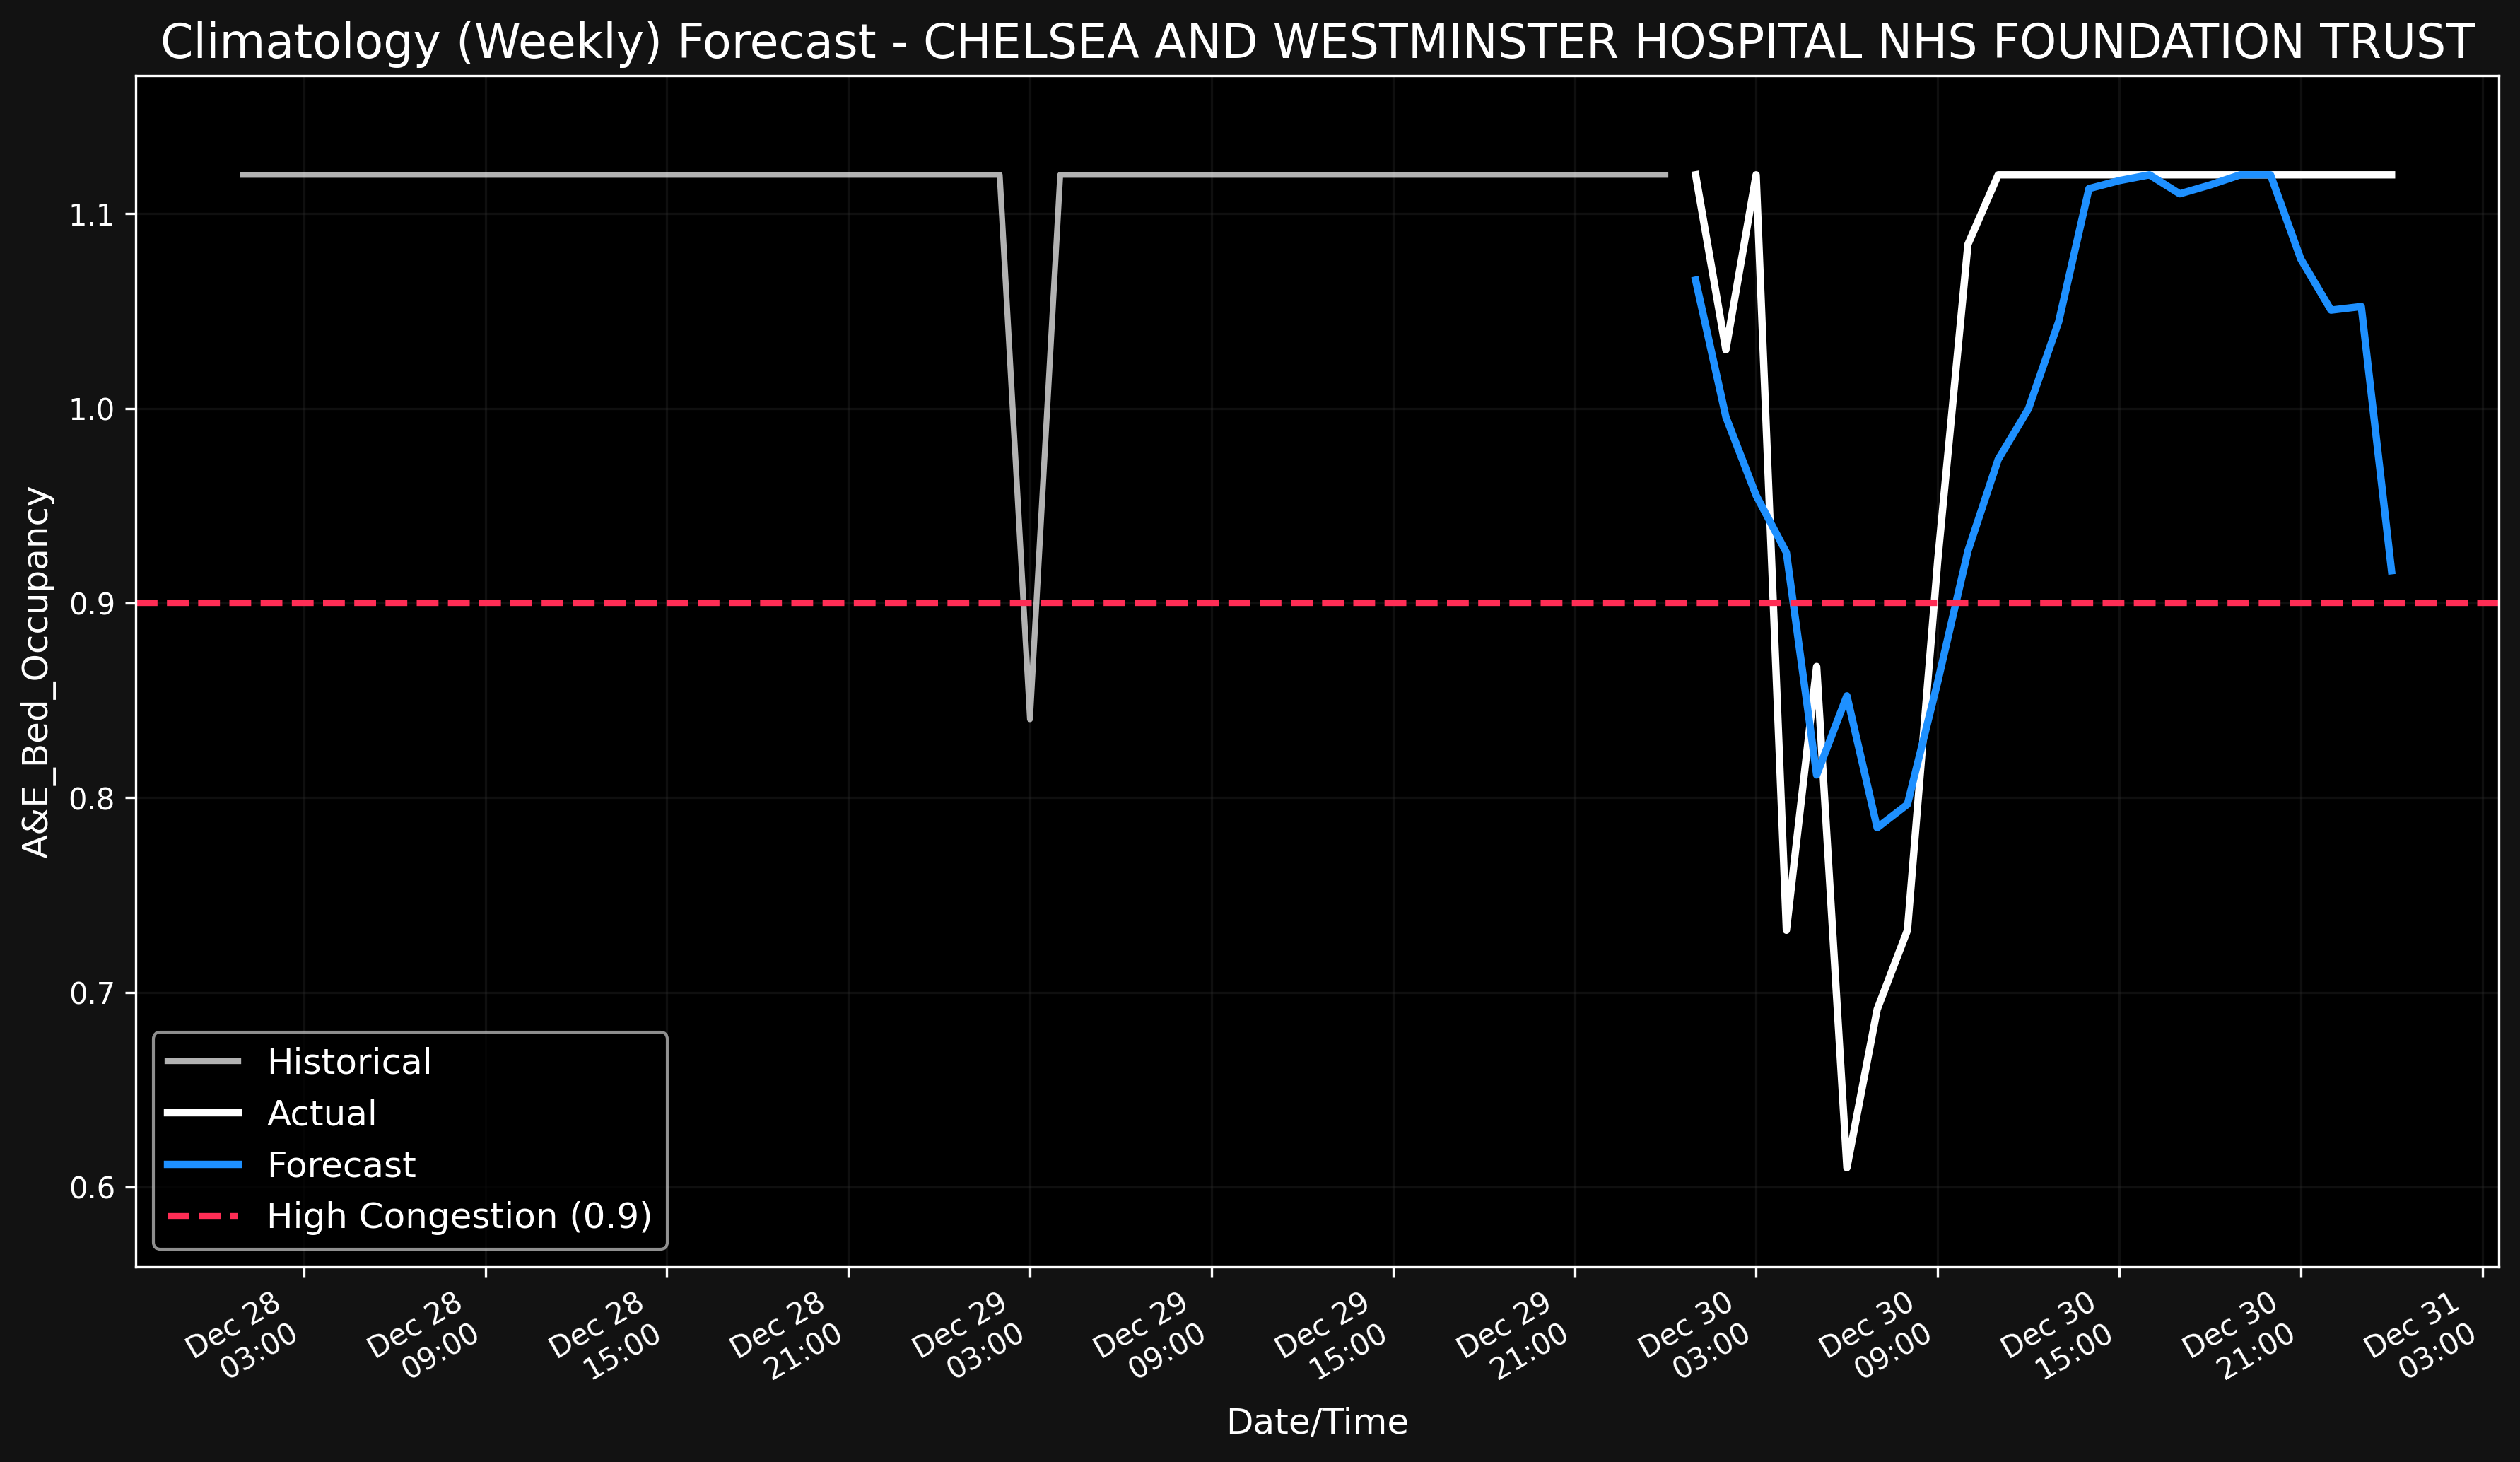 Climatology (Weekly) Forecast - CHELSEA AND WESTMINSTER HOSPITAL NHS FOUNDATION TRUST
A&E_Bed_Occupancy
1.1
1.0
0.9
0.8
0.7
0.6
Historical
Actual
Forecast
High Congestion (0.9)
Dec 28
03:00
Dec 28
09:00
Dec 28
15:00
Dec 28
21:00
Dec 29
03:00
Dec 29
09:00
Dec 29
15:00
Dec 29
21:00
Dec 30
03:00
Dec 30
09:00
Dec 30
15:00
Dec 30
21:00
Dec 31
03:00
Date/Time